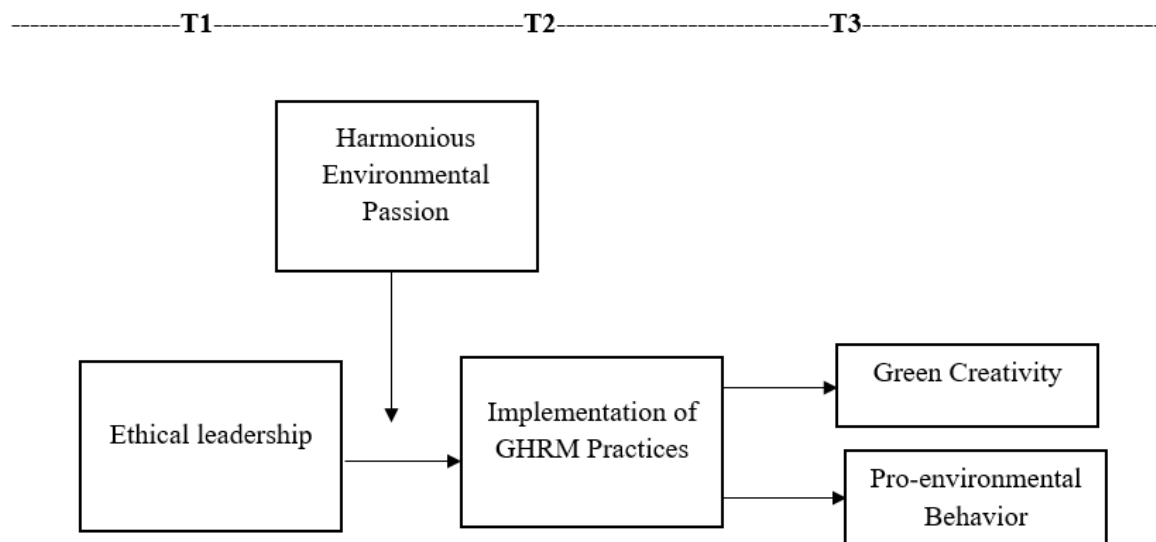 T1 T2 T3
Harmonious
Environmental
Passion
Ethical leadership
Implementation of
GHRM Practices
Green Creativity
Pro-environmental
Behavior